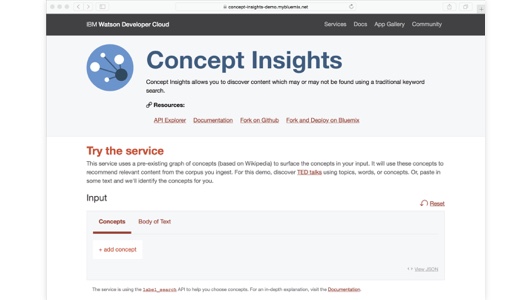 concept-insights-demo.mybluemix.net
IBM Watson Developer Cloud
Services Docs App Gallery Community
Concept Insights
Concept Insights allows you to discover content which may or may not be found using a traditional keyword
search.
Resources:
API Explorer Documentation Fork on Github Fork and Deploy on Bluemix
Try the service
This service uses a pre-existing graph of concepts (based on Wikipedia) to surface the concepts in your input. It will use these concepts to
recommend relevant content from the corpus you ingest. For this demo, discover TED talks using topics, words, or concepts. Or, paste in
some text and we'll identify the concepts for you.
Input
Reset
Concepts Body of Text
+ add concept
View JSON
The service is using the label_search API to help you choose concepts. For an in-depth explanation, visit the Documentation.